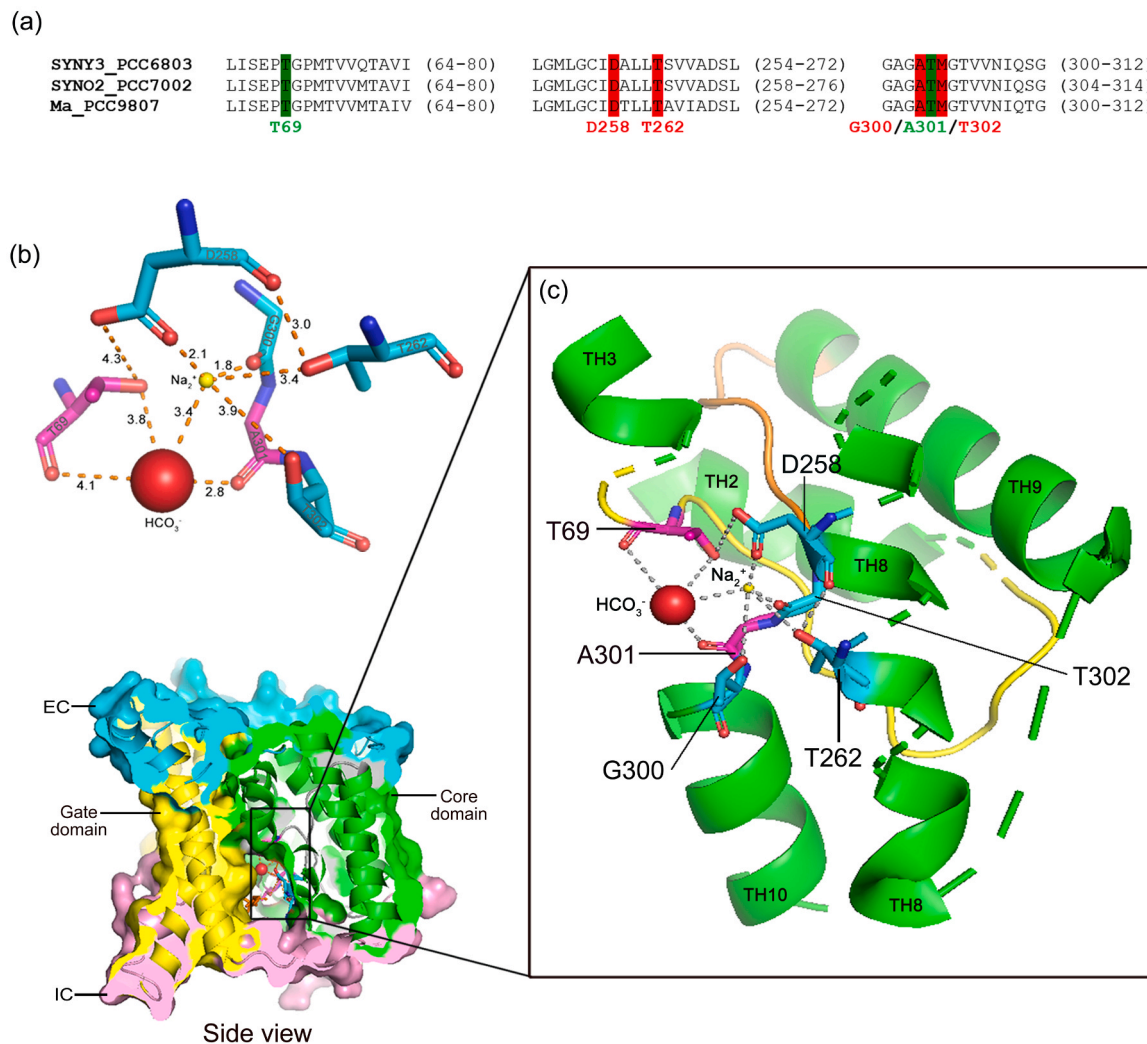 (a)
SYNY3_PCC6803 LISEPTGPMTVVQTAVI (64-80) LGMLGCIDALLTSVVADSL (254-272) GAGATMGTVVNIQSG (300-312)
SYNO2_PCC7002 LISEPTGPMTVVMTAVI (64-80) LGMLGCIDALLTSVVADSL (258-276) GAGATMGTVVNIQSG (304-314)
Ma_PCC9807 LISEPTGPMTVVMTAIV (64-80) LGMLGCIDTLLTAVIADSL (254-272) GAGATMGTVVNIQTG (300-312)
T69 D258 T262 G300/A301/T302
(b)
D258
G300
3.0
T262
4.3
2.1
1.8
Na₂⁺
3.4
T69
3.8
3.4
3.9
A301
4.1
2.8
T302
HCO₃⁻
(c)
TH3
D258
TH2
TH9
T69
TH8
Na₂⁺
HCO₃⁻
A301
T302
T262
G300
TH10
TH8
EC
Gate
domain
Core
domain
IC
Side view